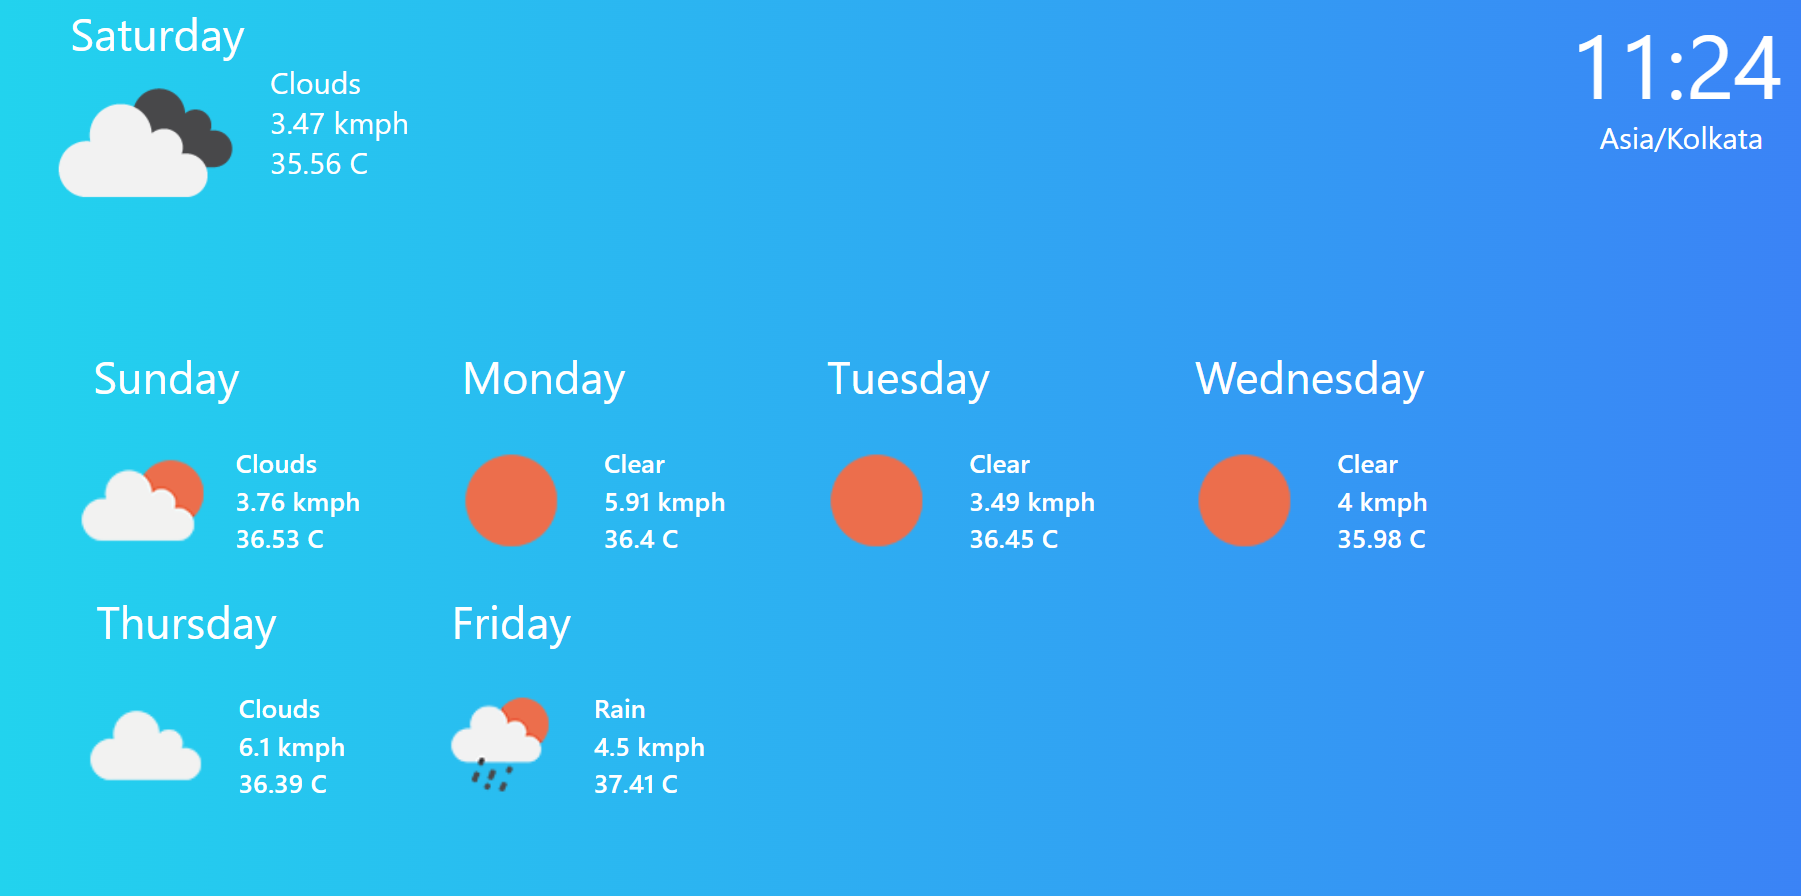 Saturday
Clouds
3.47 kmph
35.56 C
11:24
Asia/Kolkata
Sunday
Clouds
3.76 kmph
36.53 C
Monday
Clear
5.91 kmph
36.4 C
Tuesday
Clear
3.49 kmph
36.45 C
Wednesday
Clear
4 kmph
35.98 C
Thursday
Clouds
6.1 kmph
36.39 C
Friday
Rain
4.5 kmph
37.41 C